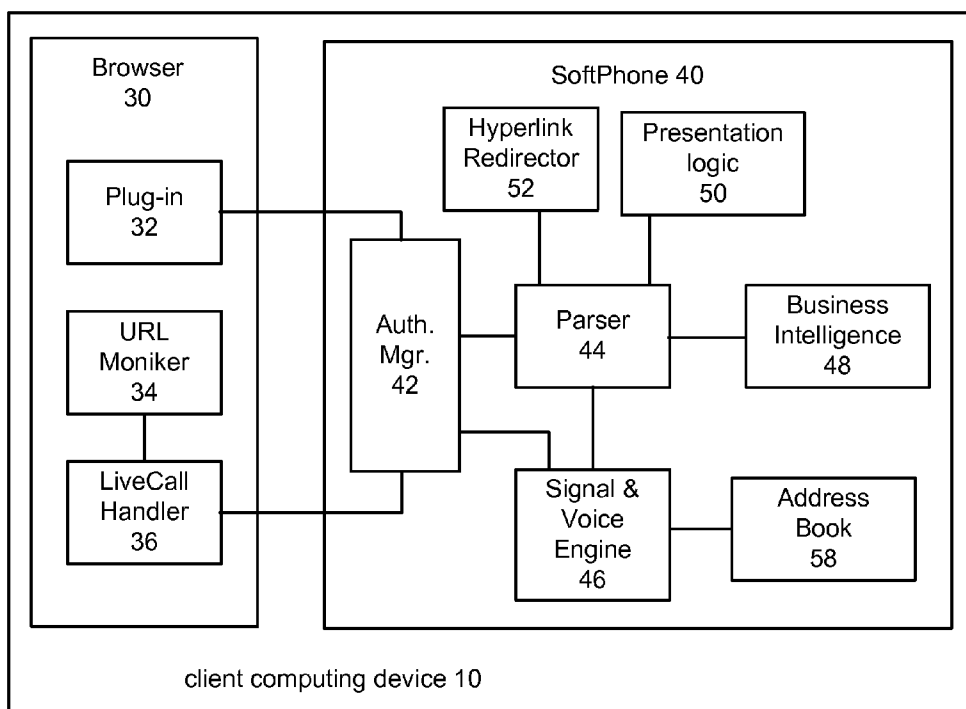 Browser
30
Plug-in
32
URL
Moniker
34
LiveCall
Handler
36
SoftPhone 40
Hyperlink
Redirector
52
Presentation
logic
50
Auth.
Mgr.
42
Parser
44
Business
Intelligence
48
Signal &
Voice
Engine
46
Address
Book
58
client computing device 10